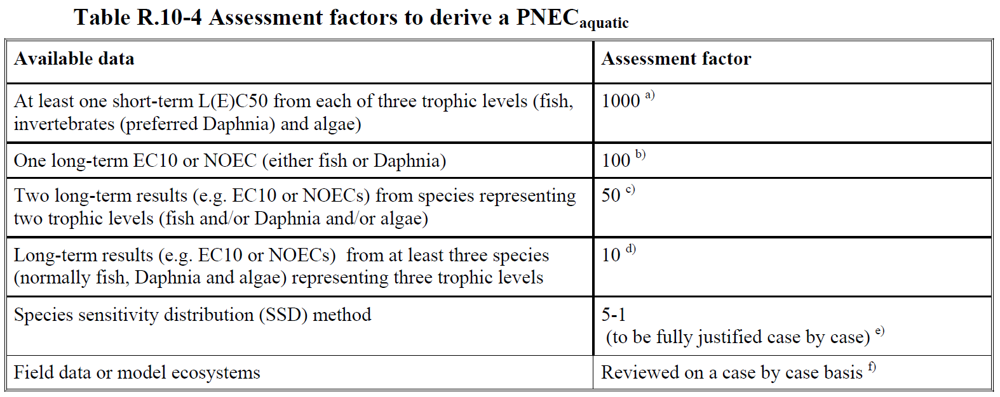 Table R.10-4 Assessment factors to derive a PNECaquatic
Available data
Assessment factor
At least one short-term L(E)C50 from each of three trophic levels (fish,
invertebrates (preferred Daphnia) and algae)
1000 a)
One long-term EC10 or NOEC (either fish or Daphnia)
100 b)
Two long-term results (e.g. EC10 or NOECs) from species representing
two trophic levels (fish and/or Daphnia and/or algae)
50 c)
Long-term results (e.g. EC10 or NOECs) from at least three species
(normally fish, Daphnia and algae) representing three trophic levels
10 d)
Species sensitivity distribution (SSD) method
5-1
(to be fully justified case by case) e)
Field data or model ecosystems
Reviewed on a case by case basis f)